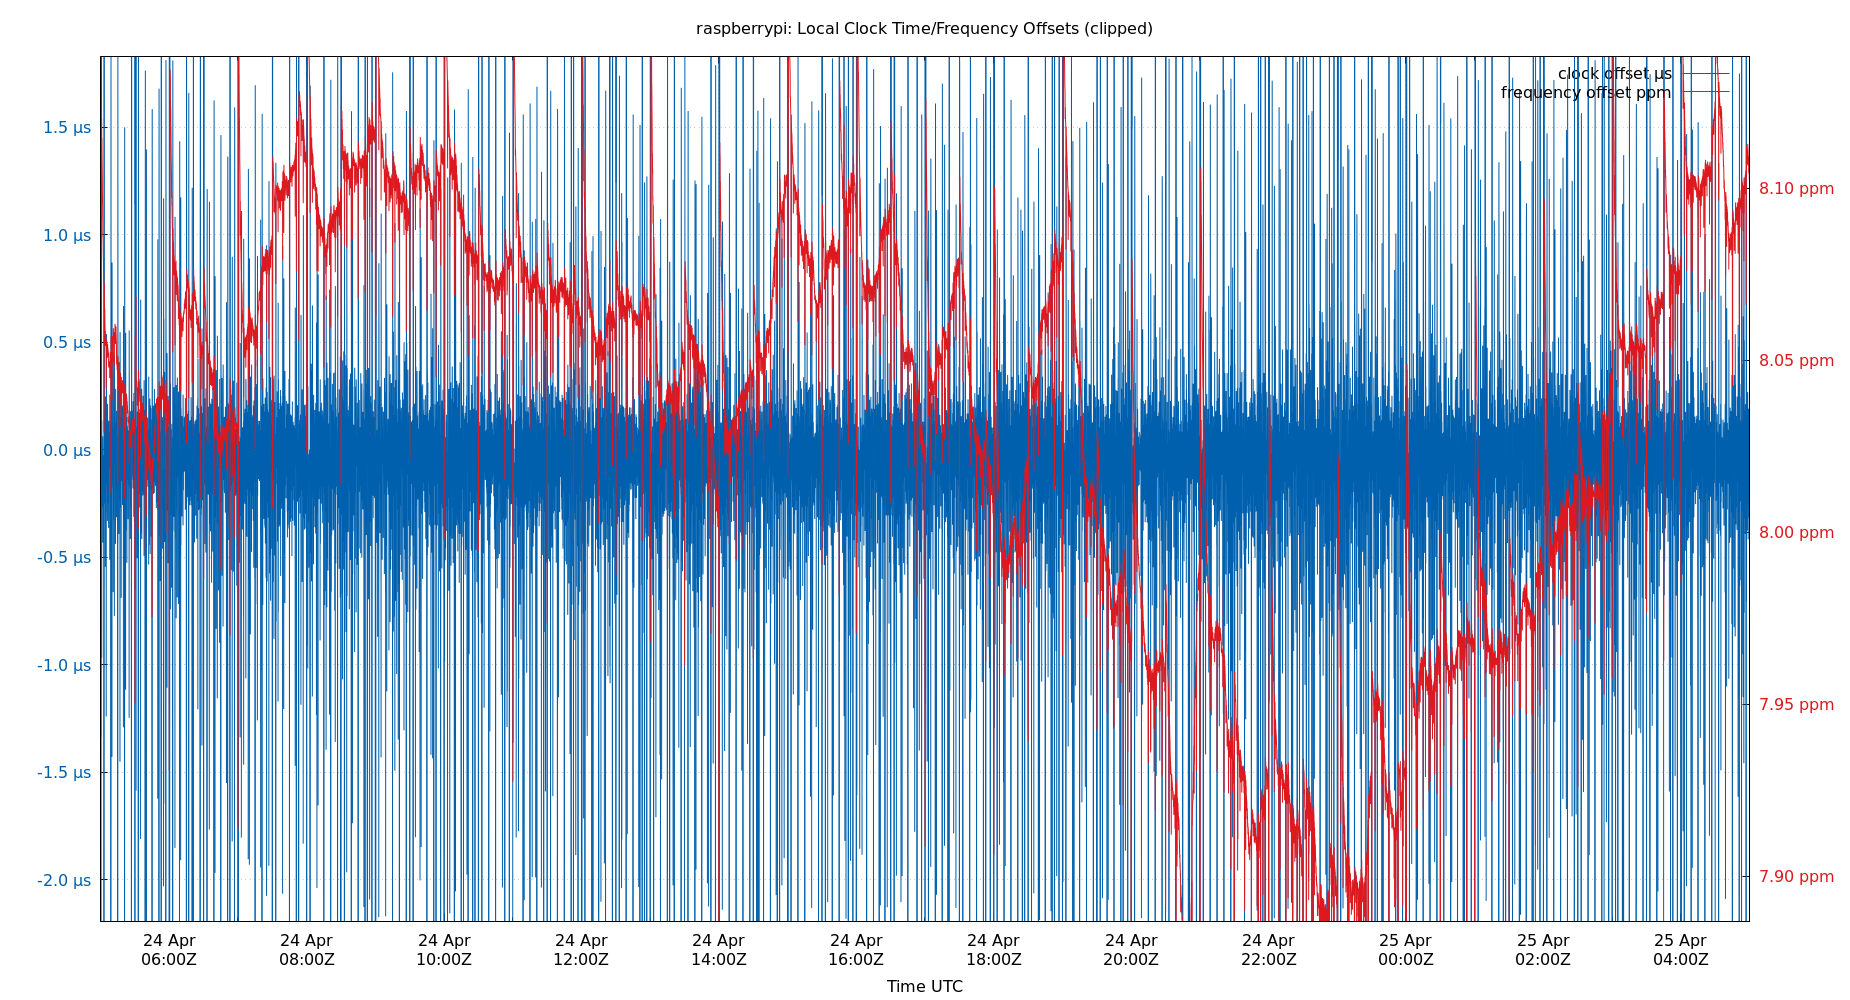 raspberrypi: Local Clock Time/Frequency Offsets (clipped)
clock offset µs
frequency offset ppm
1.5 µs
1.0 µs
0.5 µs
0.0 µs
-0.5 µs
-1.0 µs
-1.5 µs
-2.0 µs
8.10 ppm
8.05 ppm
8.00 ppm
7.95 ppm
7.90 ppm
24 Apr 24 Apr 24 Apr 24 Apr 24 Apr 24 Apr 24 Apr 24 Apr 24 Apr 25 Apr 25 Apr 25 Apr
06:00Z 08:00Z 10:00Z 12:00Z 14:00Z 16:00Z 18:00Z 20:00Z 22:00Z 00:00Z 02:00Z 04:00Z
Time UTC